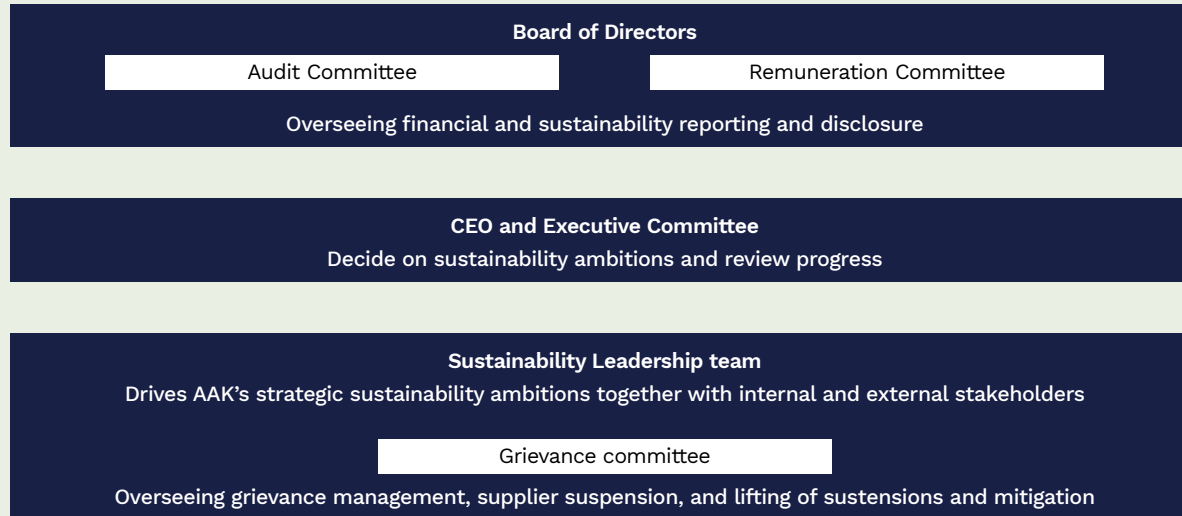 Board of Directors
Audit Committee
Remuneration Committee
Overseeing financial and sustainability reporting and disclosure
CEO and Executive Committee
Decide on sustainability ambitions and review progress
Sustainability Leadership team
Drives AAK’s strategic sustainability ambitions together with internal and external stakeholders
Grievance committee
Overseeing grievance management, supplier suspension, and lifting of sustensions and mitigation